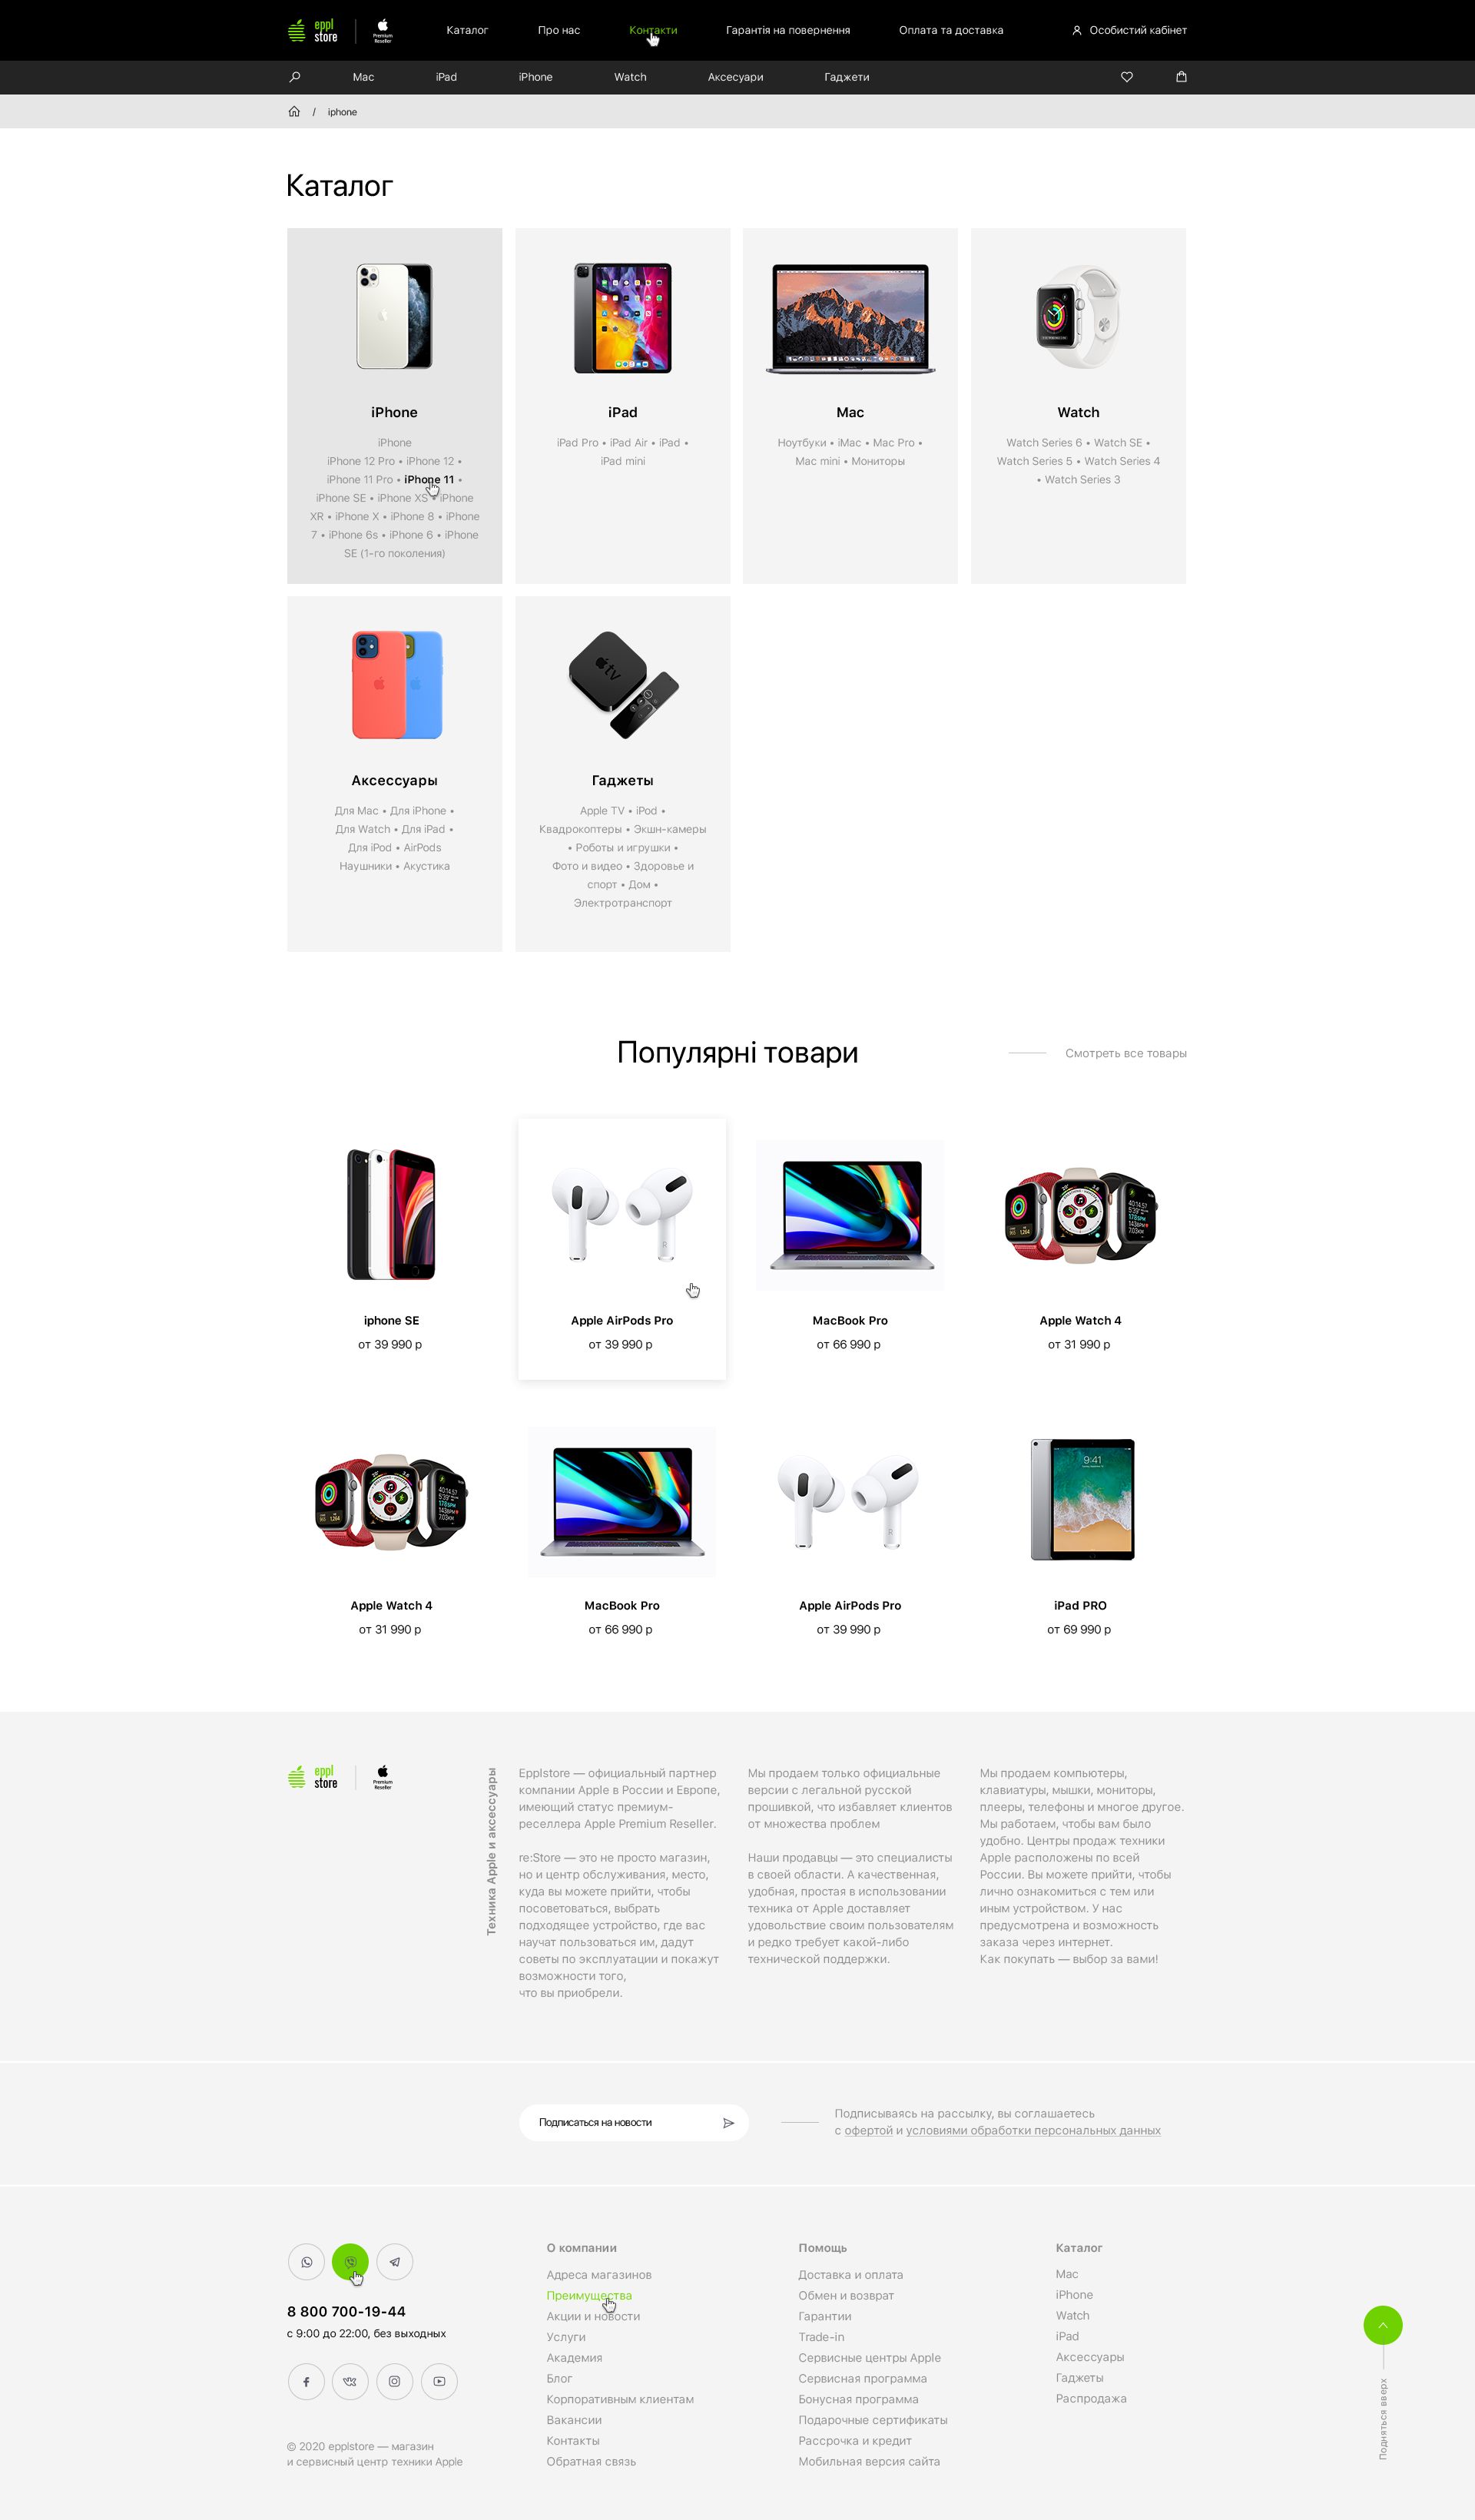 eppl
store
Premium
Reseller
Каталог
Про нас
Контакти
Гарантія на повернення
Оплата та доставка
Особистий кабінет
Mac
iPad
iPhone
Watch
Аксесуари
Гаджети
/ iphone
Каталог
iPhone
iPhone
iPhone 12 Pro • iPhone 12 •
iPhone 11 Pro • iPhone 11 •
iPhone SE • iPhone XS • iPhone
XR • iPhone X • iPhone 8 • iPhone
7 • iPhone 6s • iPhone 6 • iPhone
SE (1-го поколения)
iPad
iPad Pro • iPad Air • iPad •
iPad mini
Mac
Ноутбуки • iMac • Mac Pro •
Mac mini • Мониторы
Watch
Watch Series 6 • Watch SE •
Watch Series 5 • Watch Series 4
• Watch Series 3
Аксессуары
Для Mac • Для iPhone •
Для Watch • Для iPad •
Для iPod • AirPods
Наушники • Акустика
tv
Гаджеты
Apple TV • iPod •
Квадрокоптеры • Экшн-камеры
• Роботы и игрушки •
Фото и видео • Здоровье и
спорт • Дом •
Электротранспорт
Популярні товари
Смотреть все товары
iphone SE
от 39 990 р
Apple AirPods Pro
от 39 990 р
MacBook Pro
от 66 990 р
Apple Watch 4
от 31 990 р
Apple Watch 4
от 31 990 р
MacBook Pro
от 66 990 р
Apple AirPods Pro
от 39 990 р
9:41
iPad PRO
от 69 990 р
eppl
store
Premium
Reseller
Техника Apple и аксессуары
Epplstore — официальный партнер
компании Apple в России и Европе,
имеющий статус премиум-
реселлера Apple Premium Reseller.
re:Store — это не просто магазин,
но и центр обслуживания, место,
куда вы можете прийти, чтобы
посоветоваться, выбрать
подходящее устройство, где вас
научат пользоваться им, дадут
советы по эксплуатации и покажут
возможности того,
что вы приобрели.
Мы продаем только официальные
версии с легальной русской
прошивкой, что избавляет клиентов
от множества проблем
Наши продавцы — это специалисты
в своей области. А качественная,
удобная, простая в использовании
техника от Apple доставляет
удовольствие своим пользователям
и редко требует какой-либо
технической поддержки.
Мы продаем компьютеры,
клавиатуры, мышки, мониторы,
плееры, телефоны и многое другое.
Мы работаем, чтобы вам было
удобно. Центры продаж техники
Apple расположены по всей
России. Вы можете прийти, чтобы
лично ознакомиться с тем или
иным устройством. У нас
предусмотрена и возможность
заказа через интернет.
Как покупать — выбор за вами!
Подписаться на новости
Подписываясь на рассылку, вы соглашаетесь
с офертой и условиями обработки персональных данных
8 800 700-19-44
с 9:00 до 22:00, без выходных
© 2020 epplstore — магазин
и сервисный центр техники Apple
О компании
Адреса магазинов
Преимущества
Акции и новости
Услуги
Академия
Блог
Корпоративным клиентам
Вакансии
Контакты
Обратная связь
Помощь
Доставка и оплата
Обмен и возврат
Гарантии
Trade-in
Сервисные центры Apple
Сервисная программа
Бонусная программа
Подарочные сертификаты
Рассрочка и кредит
Мобильная версия сайта
Каталог
Mac
iPhone
Watch
iPad
Аксессуары
Гаджеты
Распродажа
Подняться вверх